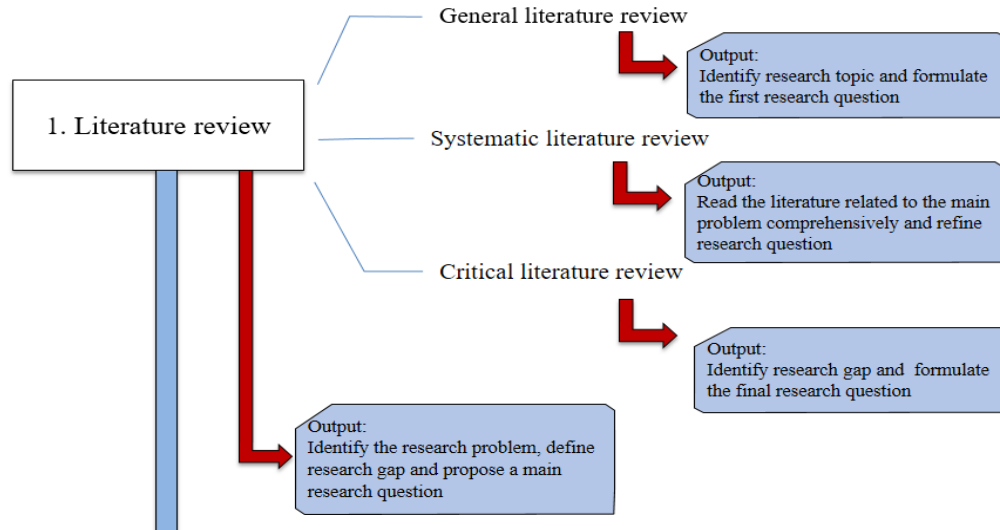 General literature review
Output:
Identify research topic and formulate
the first research question
1. Literature review
Systematic literature review
Output:
Read the literature related to the main
problem comprehensively and refine
research question
Critical literature review
Output:
Identify research gap and formulate
the final research question
Output:
Identify the research problem, define
research gap and propose a main
research question